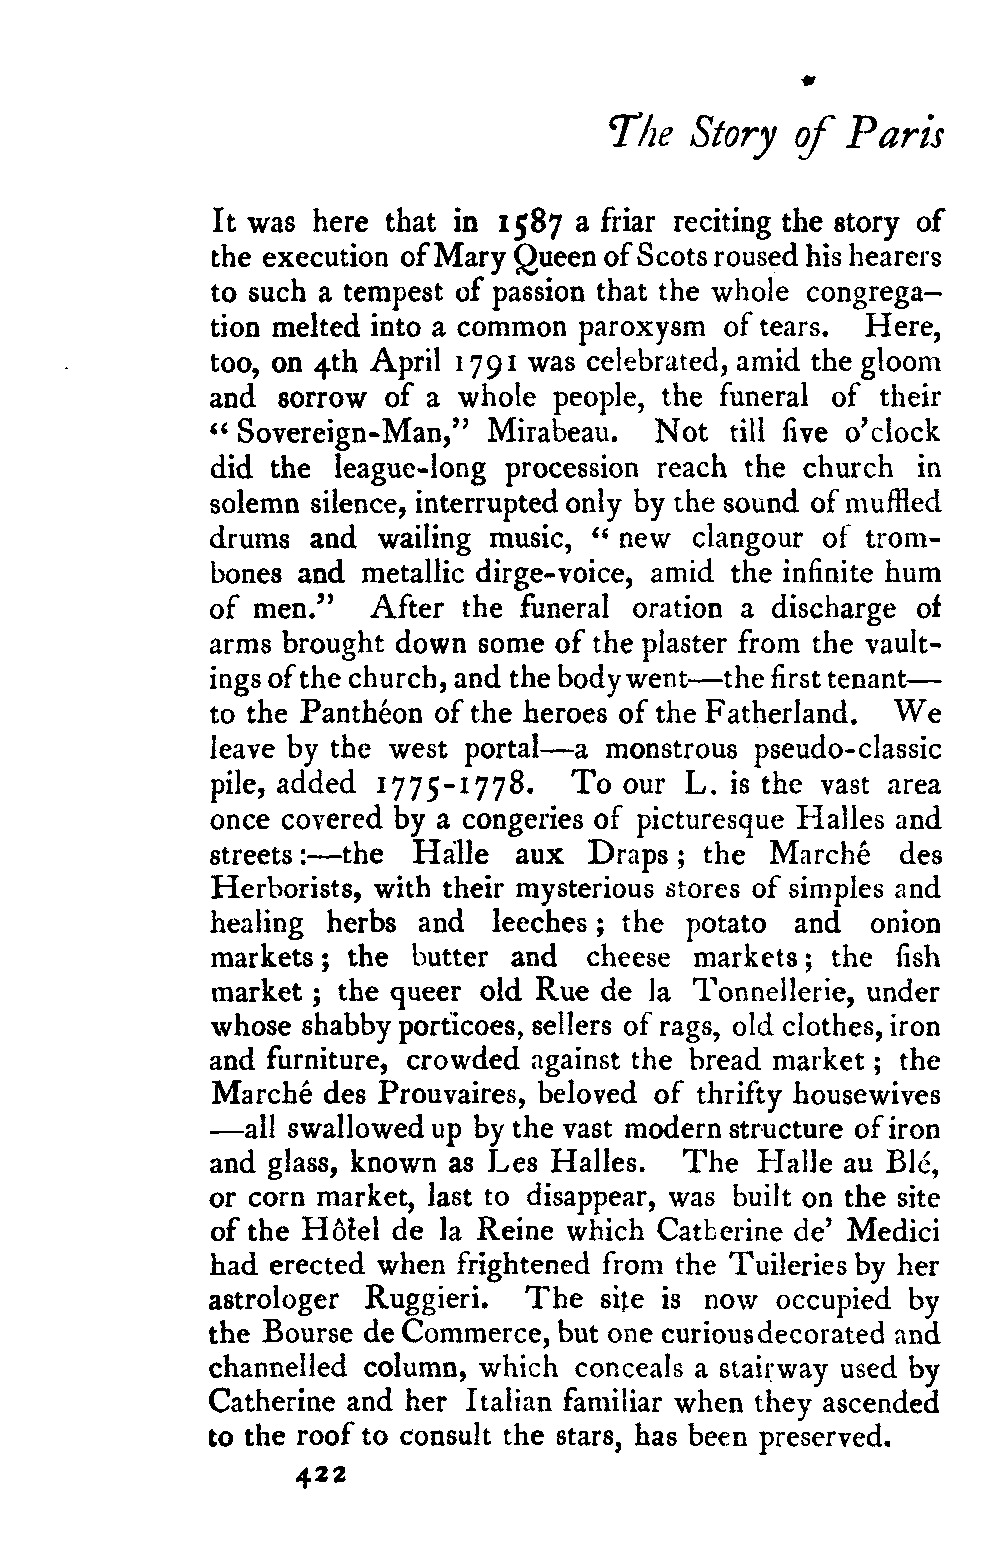 The Story of Paris
It was here that in 1587 a friar reciting the story of
the execution of Mary Queen of Scots roused his hearers
to such a tempest of passion that the whole congrega-
tion melted into a common paroxysm of tears. Here,
too, on 4th April 1791 was celebrated, amid the gloom
and sorrow of a whole people, the funeral of their
“ Sovereign-Man,” Mirabeau. Not till five o’clock
did the league-long procession reach the church in
solemn silence, interrupted only by the sound of muffled
drums and wailing music, “ new clangour of trom-
bones and metallic dirge-voice, amid the infinite hum
of men.” After the funeral oration a discharge of
arms brought down some of the plaster from the vault-
ings of the church, and the body went—the first tenant—
to the Panthéon of the heroes of the Fatherland. We
leave by the west portal—a monstrous pseudo-classic
pile, added 1775-1778. To our L. is the vast area
once covered by a congeries of picturesque Halles and
streets :—the Halle aux Draps ; the Marché des
Herborists, with their mysterious stores of simples and
healing herbs and leeches ; the potato and onion
markets ; the butter and cheese markets ; the fish
market ; the queer old Rue de la Tonnellerie, under
whose shabby porticoes, sellers of rags, old clothes, iron
and furniture, crowded against the bread market ; the
Marché des Prouvaires, beloved of thrifty housewives
—all swallowed up by the vast modern structure of iron
and glass, known as Les Halles. The Halle au Blé,
or corn market, last to disappear, was built on the site
of the Hôtel de la Reine which Catherine de’ Medici
had erected when frightened from the Tuileries by her
astrologer Ruggieri. The site is now occupied by
the Bourse de Commerce, but one curious decorated and
channelled column, which conceals a stairway used by
Catherine and her Italian familiar when they ascended
to the roof to consult the stars, has been preserved.
422